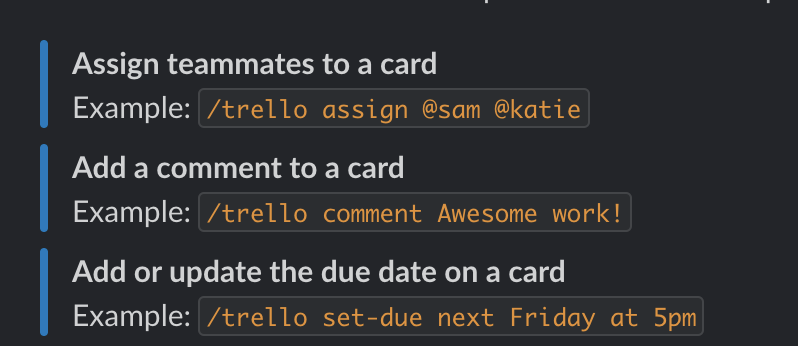 Assign teammates to a card
Example: /trello assign @sam @katie
Add a comment to a card
Example: /trello comment Awesome work!
Add or update the due date on a card
Example: /trello set-due next Friday at 5pm